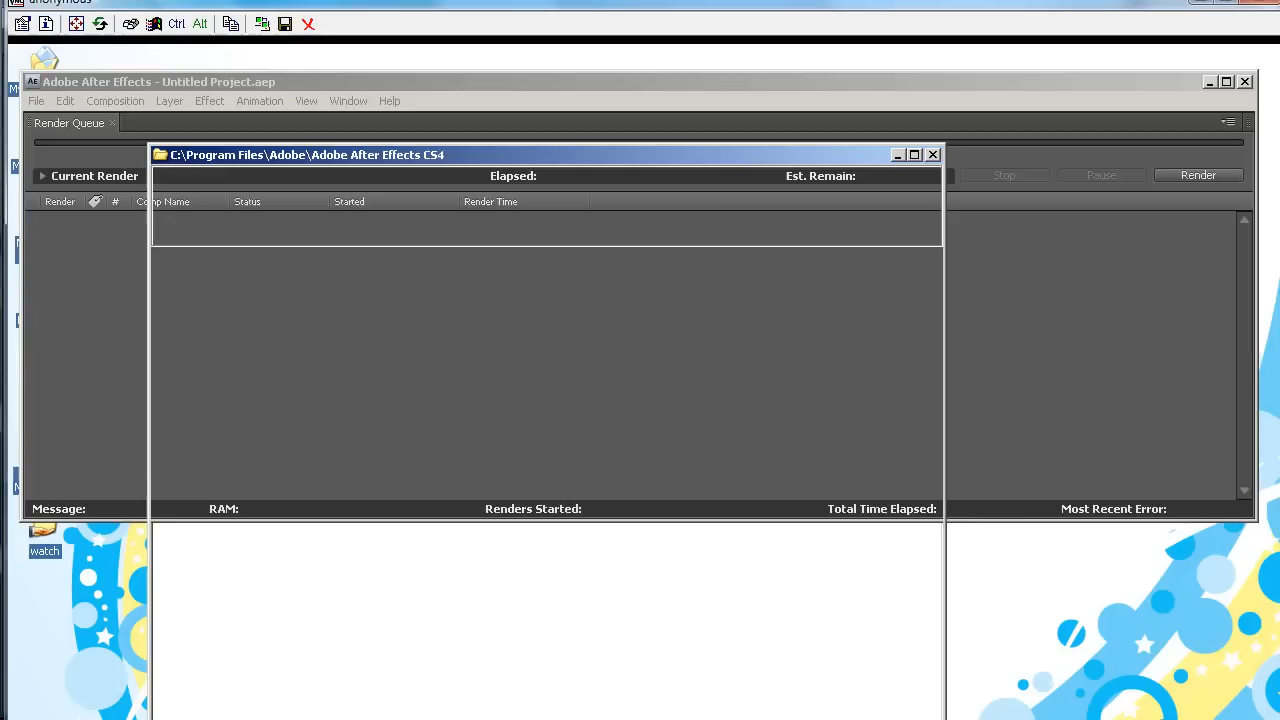 anonymous
Ctrl Alt
AE Adobe After Effects - Untitled Project.aep
File Edit Composition Layer Effect Animation View Window Help
Render Queue
C:\Program Files\Adobe\Adobe After Effects CS4
Current Render Elapsed: Est. Remain: Stop Pause Render
Render # Comp Name Status Started Render Time
Message: RAM: Renders Started: Total Time Elapsed: Most Recent Error:
watch